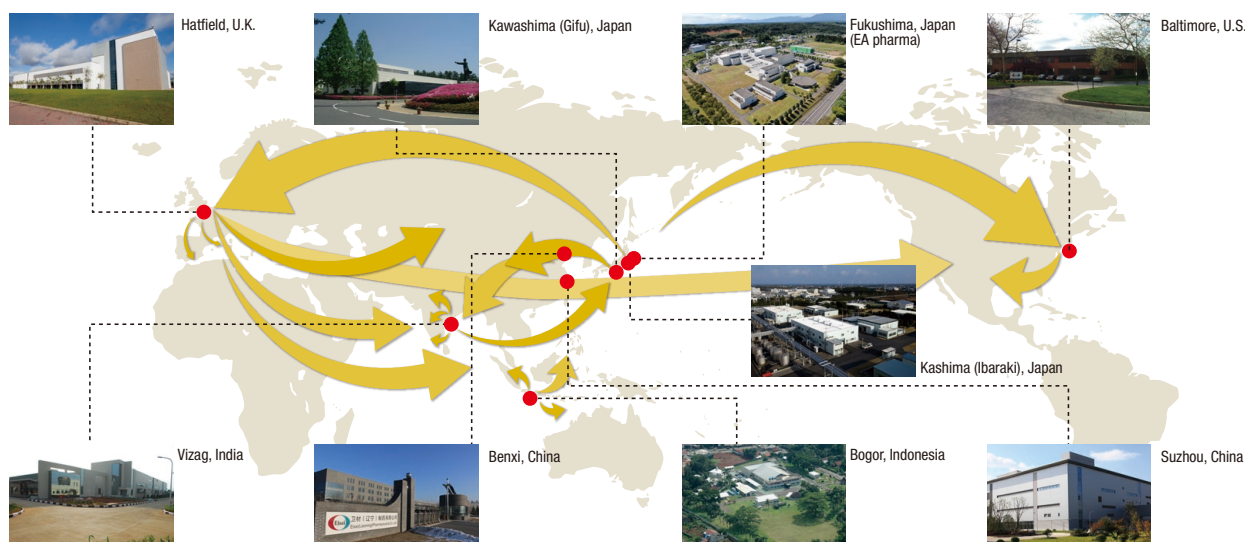 Hatfield, U.K.
Kawashima (Gifu), Japan
Fukushima, Japan
(EA pharma)
Baltimore, U.S.
Kashima (Ibaraki), Japan
Vizag, India
Benxi, China
Bogor, Indonesia
Suzhou, China
Eisai